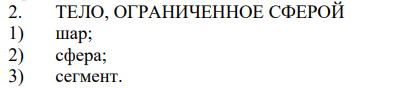 2. ТЕЛО, ОГРАНИЧЕННОЕ СФЕРОЙ
1) шар;
2) сфера;
3) сегмент.